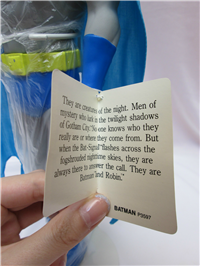 They are creatures of the night. Men of
mystery who lurk in the twilight shadows
of Gotham City. No one knows who they
really are or where they come from. But
when the Bat-Signal flashes across the
fogshrouded nighttime skies, they are
always there to answer the call. They are
Batman and Robin.
BATMAN P3597